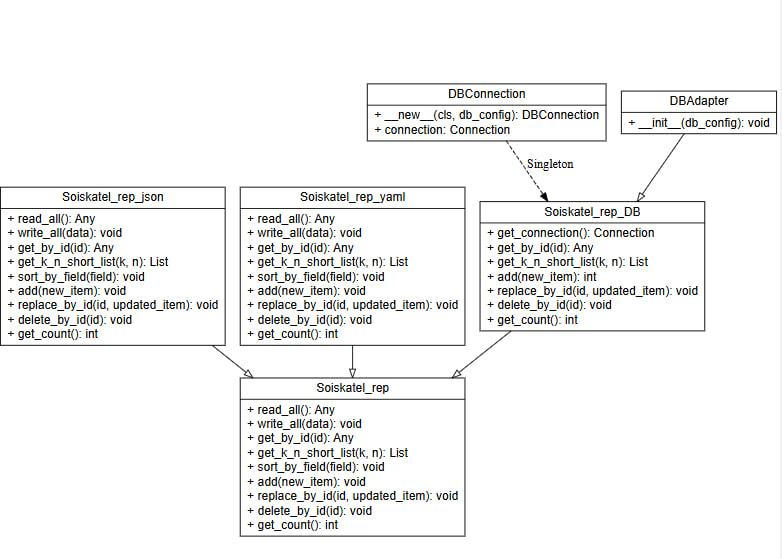 DBConnection
+ __new__(cls, db_config): DBConnection
+ connection: Connection
DBAdapter
+ __init__(db_config): void
Singleton
Soiskatel_rep_json
+ read_all(): Any
+ write_all(data): void
+ get_by_id(id): Any
+ get_k_n_short_list(k, n): List
+ sort_by_field(field): void
+ add(new_item): void
+ replace_by_id(id, updated_item): void
+ delete_by_id(id): void
+ get_count(): int
Soiskatel_rep_yaml
+ read_all(): Any
+ write_all(data): void
+ get_by_id(id): Any
+ get_k_n_short_list(k, n): List
+ sort_by_field(field): void
+ add(new_item): void
+ replace_by_id(id, updated_item): void
+ delete_by_id(id): void
+ get_count(): int
Soiskatel_rep_DB
+ get_connection(): Connection
+ get_by_id(id): Any
+ get_k_n_short_list(k, n): List
+ add(new_item): int
+ replace_by_id(id, updated_item): void
+ delete_by_id(id): void
+ get_count(): int
Soiskatel_rep
+ read_all(): Any
+ write_all(data): void
+ get_by_id(id): Any
+ get_k_n_short_list(k, n): List
+ sort_by_field(field): void
+ add(new_item): void
+ replace_by_id(id, updated_item): void
+ delete_by_id(id): void
+ get_count(): int